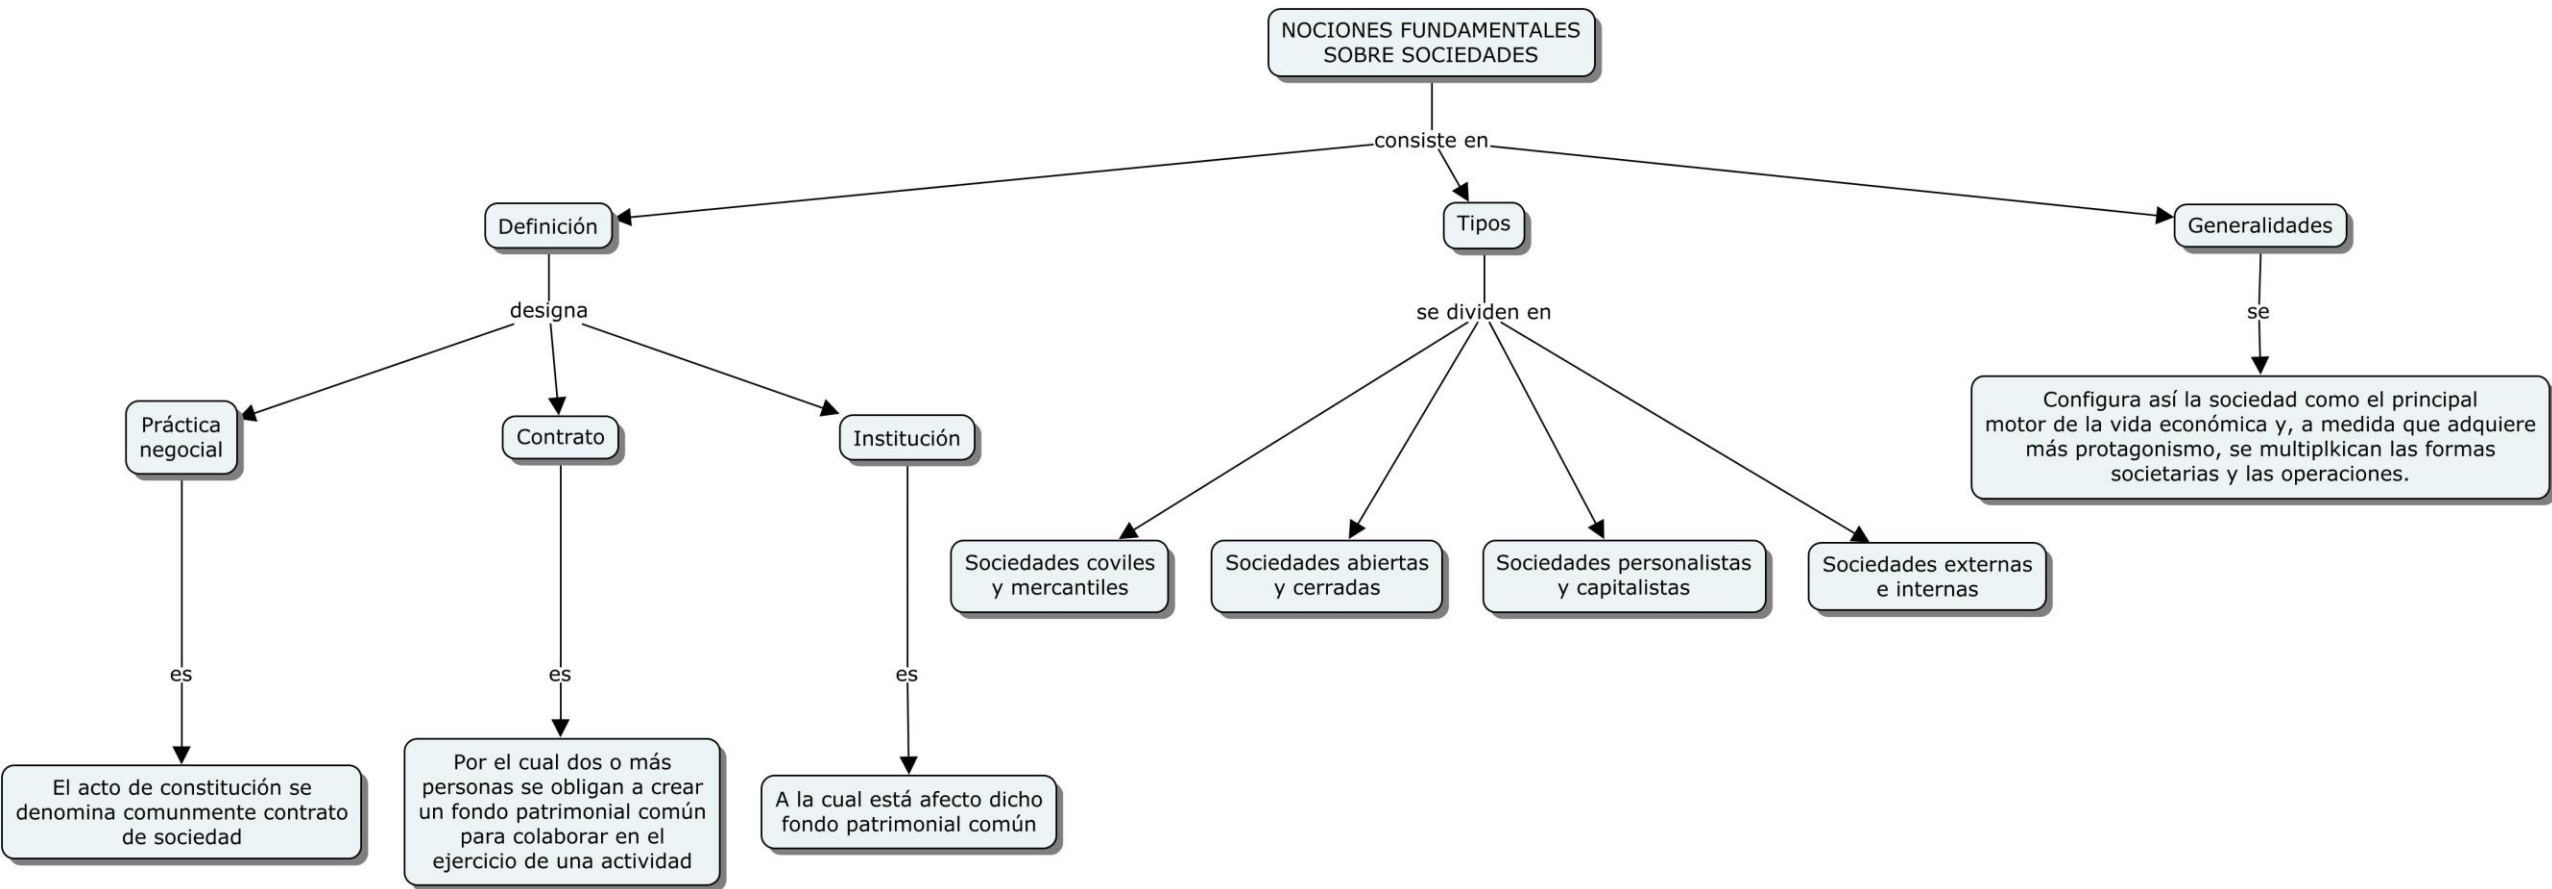 NOCIONES FUNDAMENTALES
SOBRE SOCIEDADES
consiste en
Definición
Tipos
Generalidades
designa
se dividen en
se
Práctica
negocial
Contrato
Institución
Configura así la sociedad como el principal
motor de la vida económica y, a medida que adquiere
más protagonismo, se multiplkican las formas
societarias y las operaciones.
Sociedades coviles
y mercantiles
Sociedades abiertas
y cerradas
Sociedades personalistas
y capitalistas
Sociedades externas
e internas
es
es
es
El acto de constitución se
denomina comunmente contrato
de sociedad
Por el cual dos o más
personas se obligan a crear
un fondo patrimonial común
para colaborar en el
ejercicio de una actividad
A la cual está afecto dicho
fondo patrimonial común